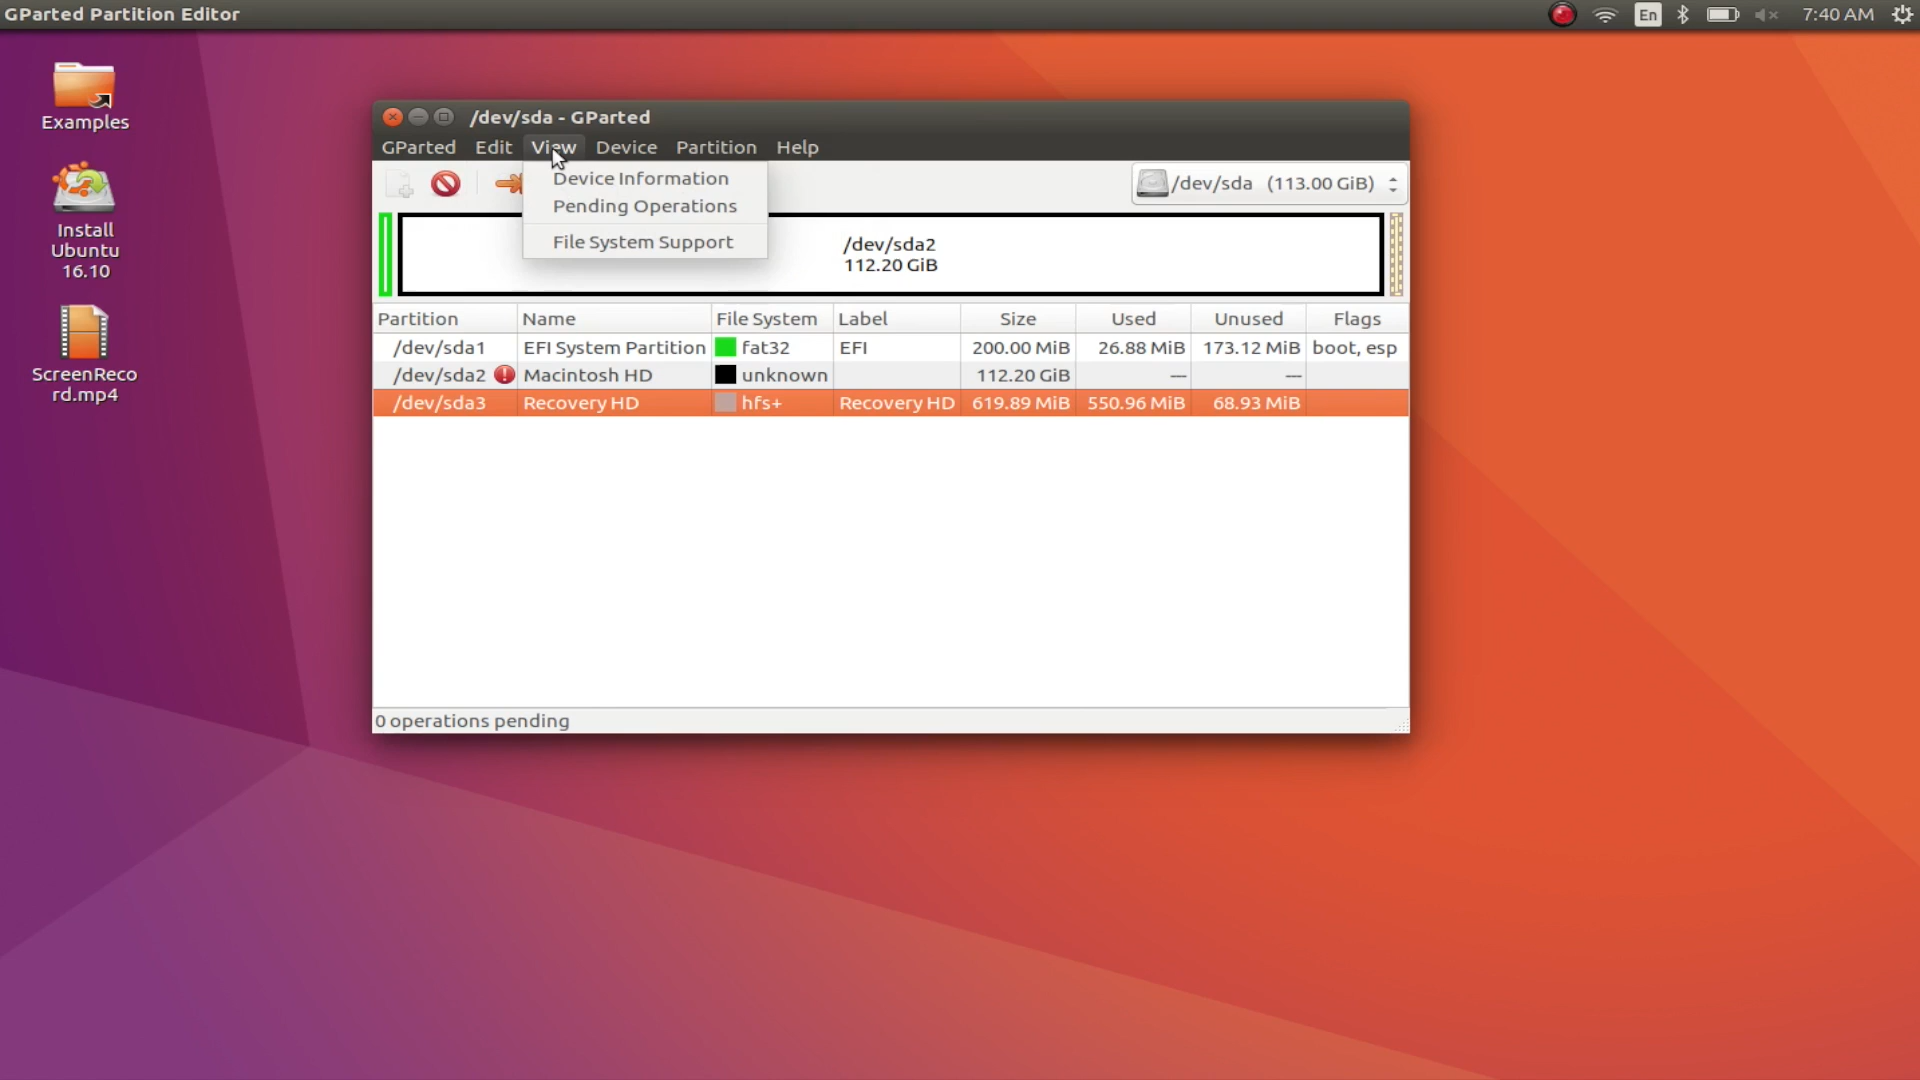 GParted Partition Editor
En
7:40 AM
Examples
Install
Ubuntu
16.10
ScreenReco
rd.mp4
/dev/sda - GParted
GParted Edit View Device Partition Help
Device Information
Pending Operations
File System Support
/dev/sda (113.00 GiB)
/dev/sda2
112.20 GiB
Partition Name File System Label Size Used Unused Flags
/dev/sda1 EFI System Partition fat32 EFI 200.00 MiB 26.88 MiB 173.12 MiB boot, esp
/dev/sda2 Macintosh HD unknown 112.20 GiB --- ---
/dev/sda3 Recovery HD hfs+ Recovery HD 619.89 MiB 550.96 MiB 68.93 MiB
0 operations pending